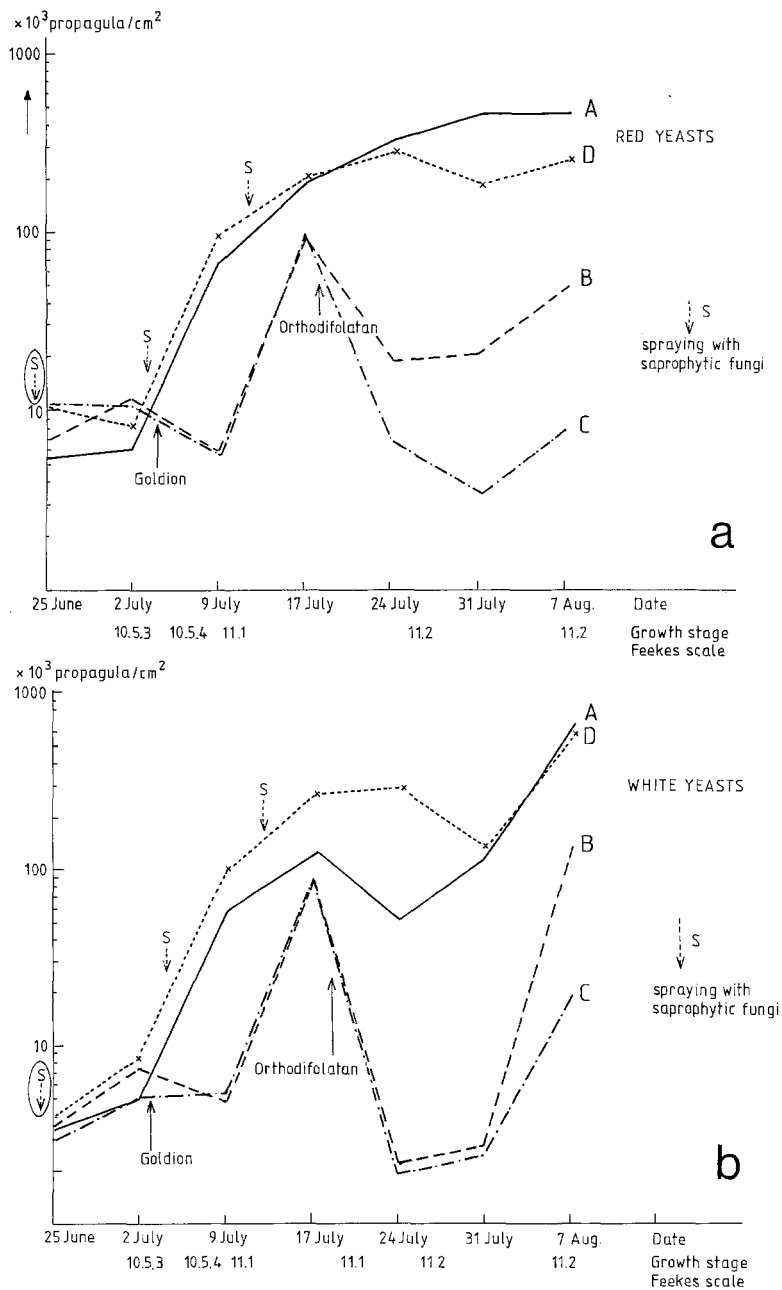 × 10³ propagula/cm²
1000
A
RED YEASTS
D
S
100
B
Orthodifolatan
S
S
spraying with
saprophytic fungi
S
10
C
Goldion
a
25 June 2 July 9 July 17 July 24 July 31 July 7 Aug. Date
10.5.3 10.5.4 11.1 11.2 11.2 Growth stage
Feekes scale
× 10³ propagula/cm²
1000
A
D
WHITE YEASTS
S
B
100
S
S
C
spraying with
saprophytic fungi
10
Orthodifolatan
S
Goldion
b
25 June 2 July 9 July 17 July 24 July 31 July 7 Aug. Date
10.5.3 10.5.4 11.1 11.1 11.2 11.2 Growth stage
Feekes scale